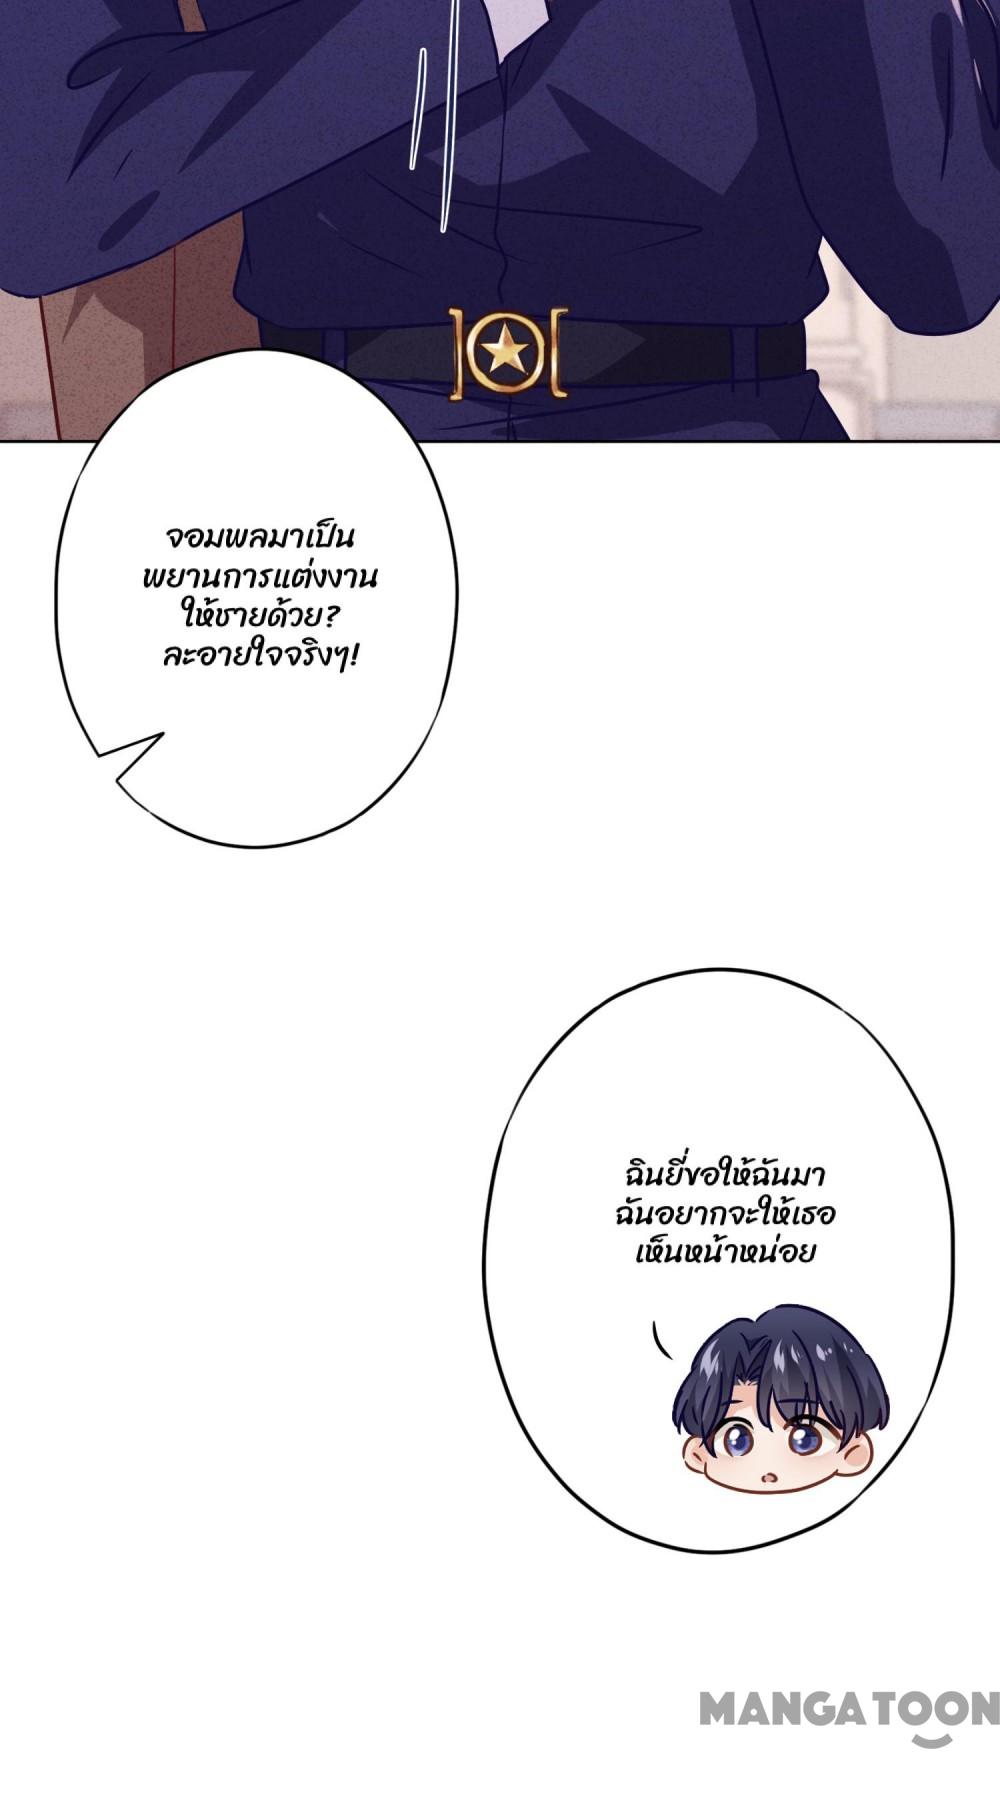 จอมพลมาเป็น
พยานการแต่งงาน
ให้ชายด้วย?
ละอายใจจริงๆ!
ฉินยี่ขอให้ฉันมา
ฉันอยากจะให้เธอ
เห็นหน้าหน่อย
MANGATOON